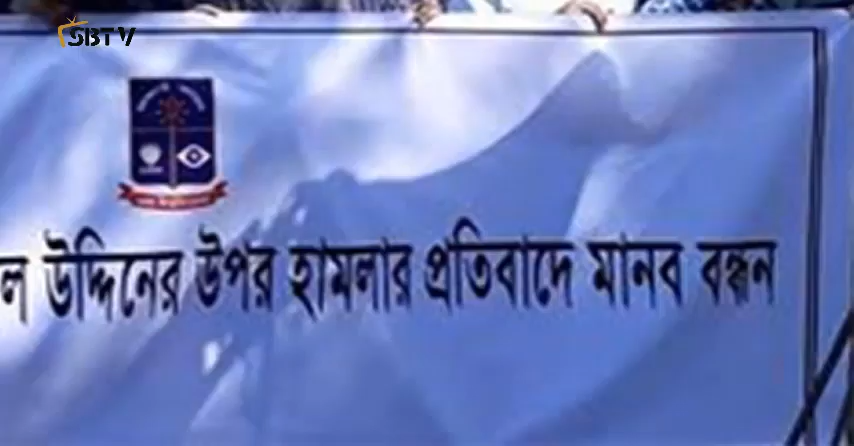 SBTV
ল উদ্দিনের উপর হামলার প্রতিবাদে মানব বন্ধন